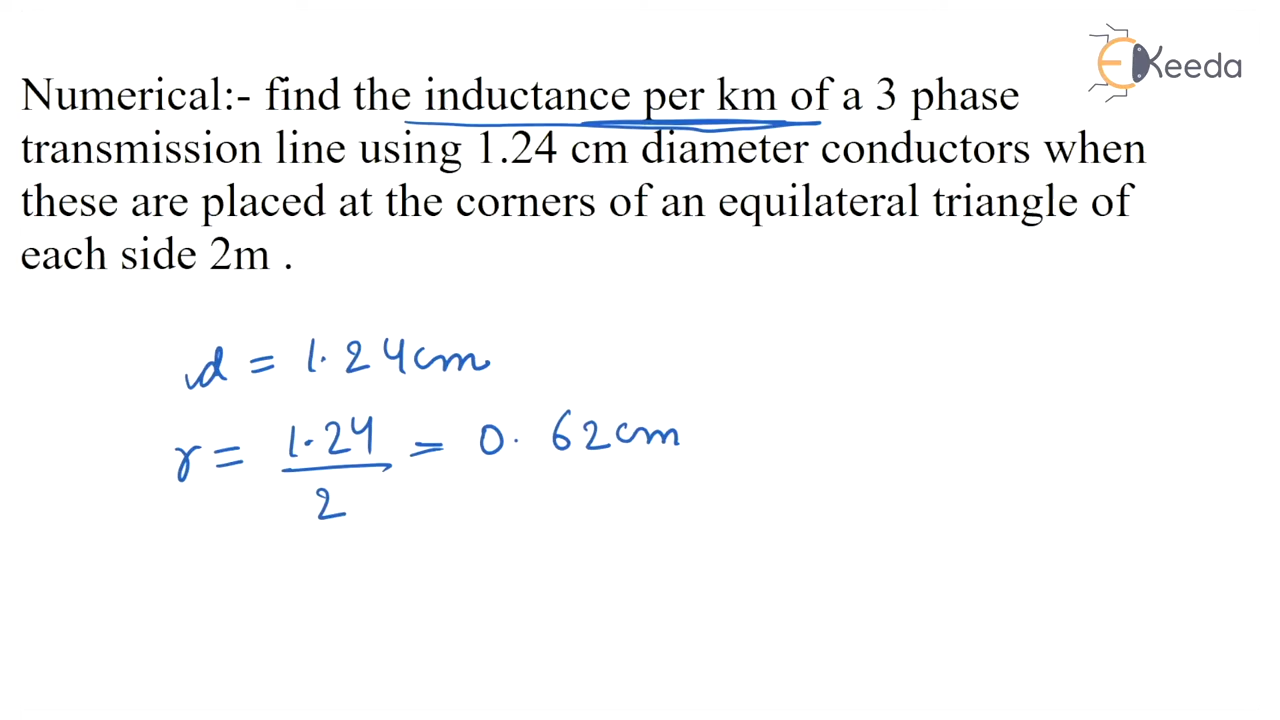 Keeda
Numerical:- find the inductance per km of a 3 phase
transmission line using 1.24 cm diameter conductors when
these are placed at the corners of an equilateral triangle of
each side 2m .
d = 1.24cm
r = 1.24/2 = 0.62cm